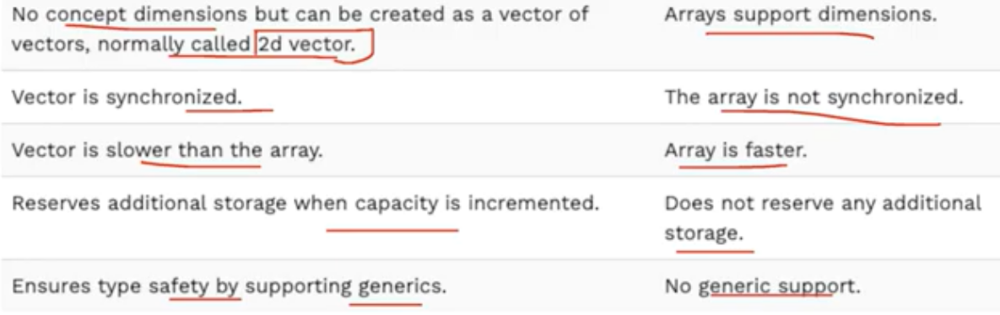 No concept dimensions but can be created as a vector of
vectors, normally called 2d vector.
Arrays support dimensions.
Vector is synchronized.
The array is not synchronized.
Vector is slower than the array.
Array is faster.
Reserves additional storage when capacity is incremented.
Does not reserve any additional
storage.
Ensures type safety by supporting generics.
No generic support.